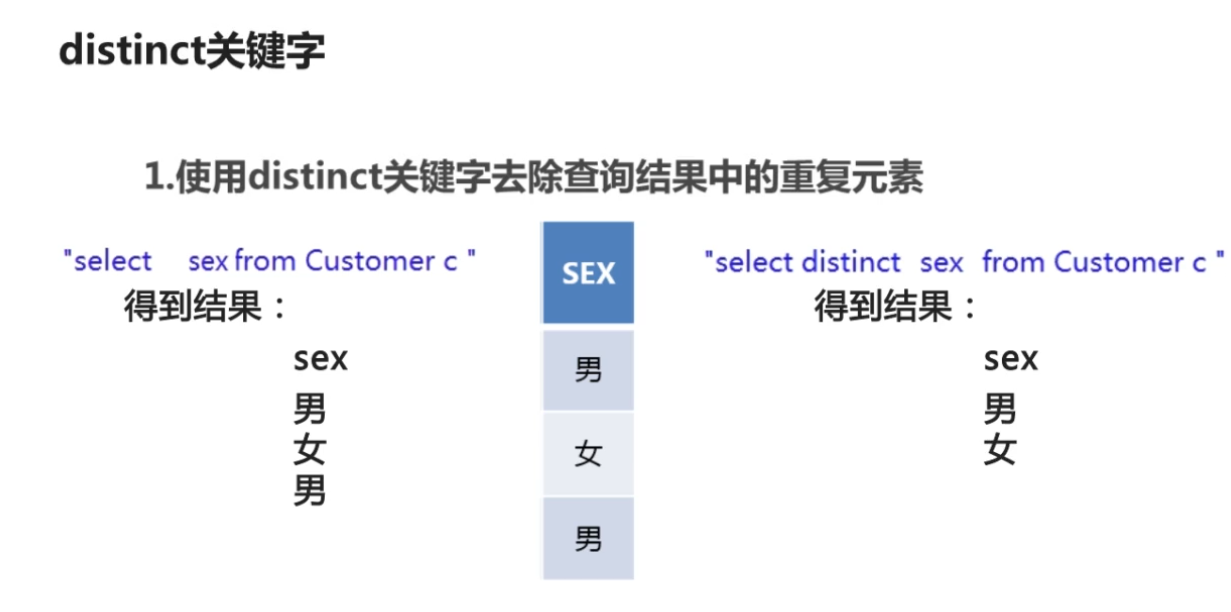 distinct关键字
1.使用distinct关键字去除查询结果中的重复元素
"select sex from Customer c "
得到结果：
sex
男
女
男
SEX
男
女
男
"select distinct sex from Customer c "
得到结果：
sex
男
女